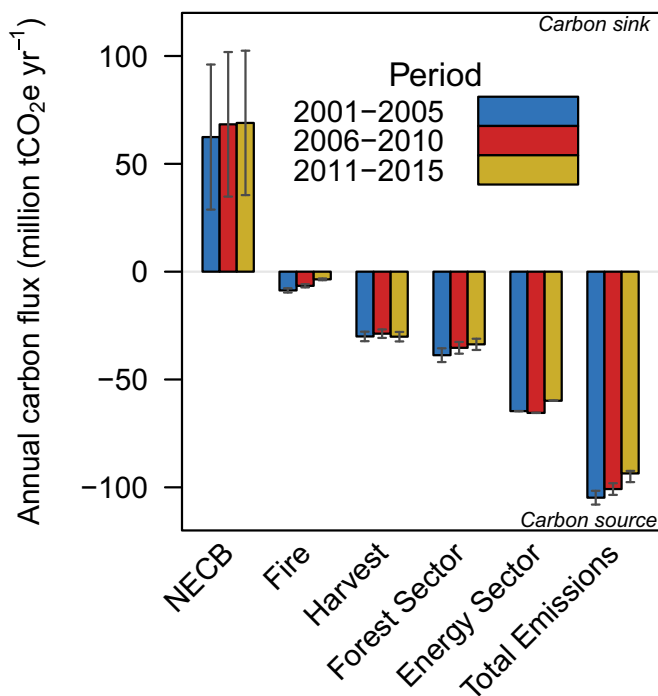 Carbon sink
Period
2001−2005
2006−2010
2011−2015
Annual carbon flux (million tCO₂e yr⁻¹)
100
50
0
−50
−100
Carbon source
NECB
Fire
Harvest
Forest Sector
Energy Sector
Total Emissions